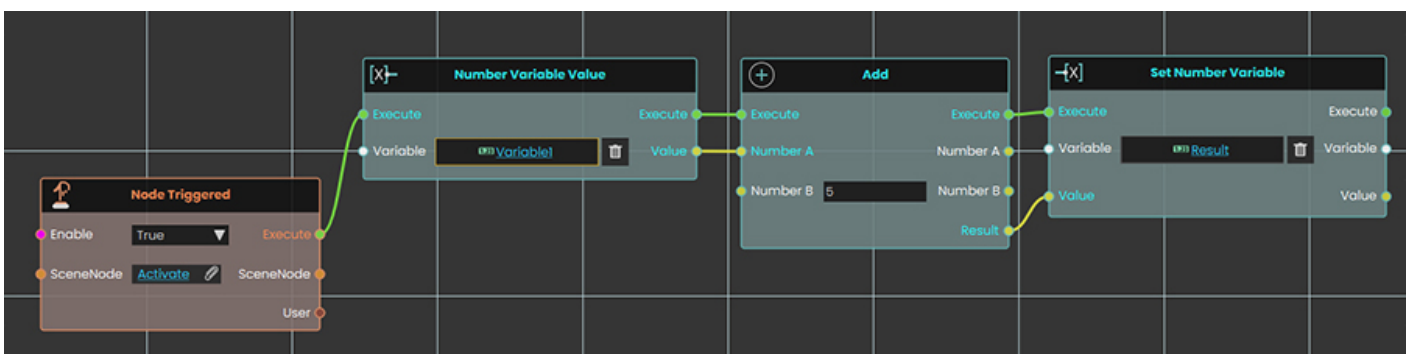 Node Triggered
Enable True Execute
SceneNode Activate SceneNode
User
Number Variable Value
Execute Execute
Variable Variable1 Value
Add
Execute Execute
Number A Number A
Number B 5 Number B
Result
Set Number Variable
Execute Execute
Variable Result Variable
Value Value